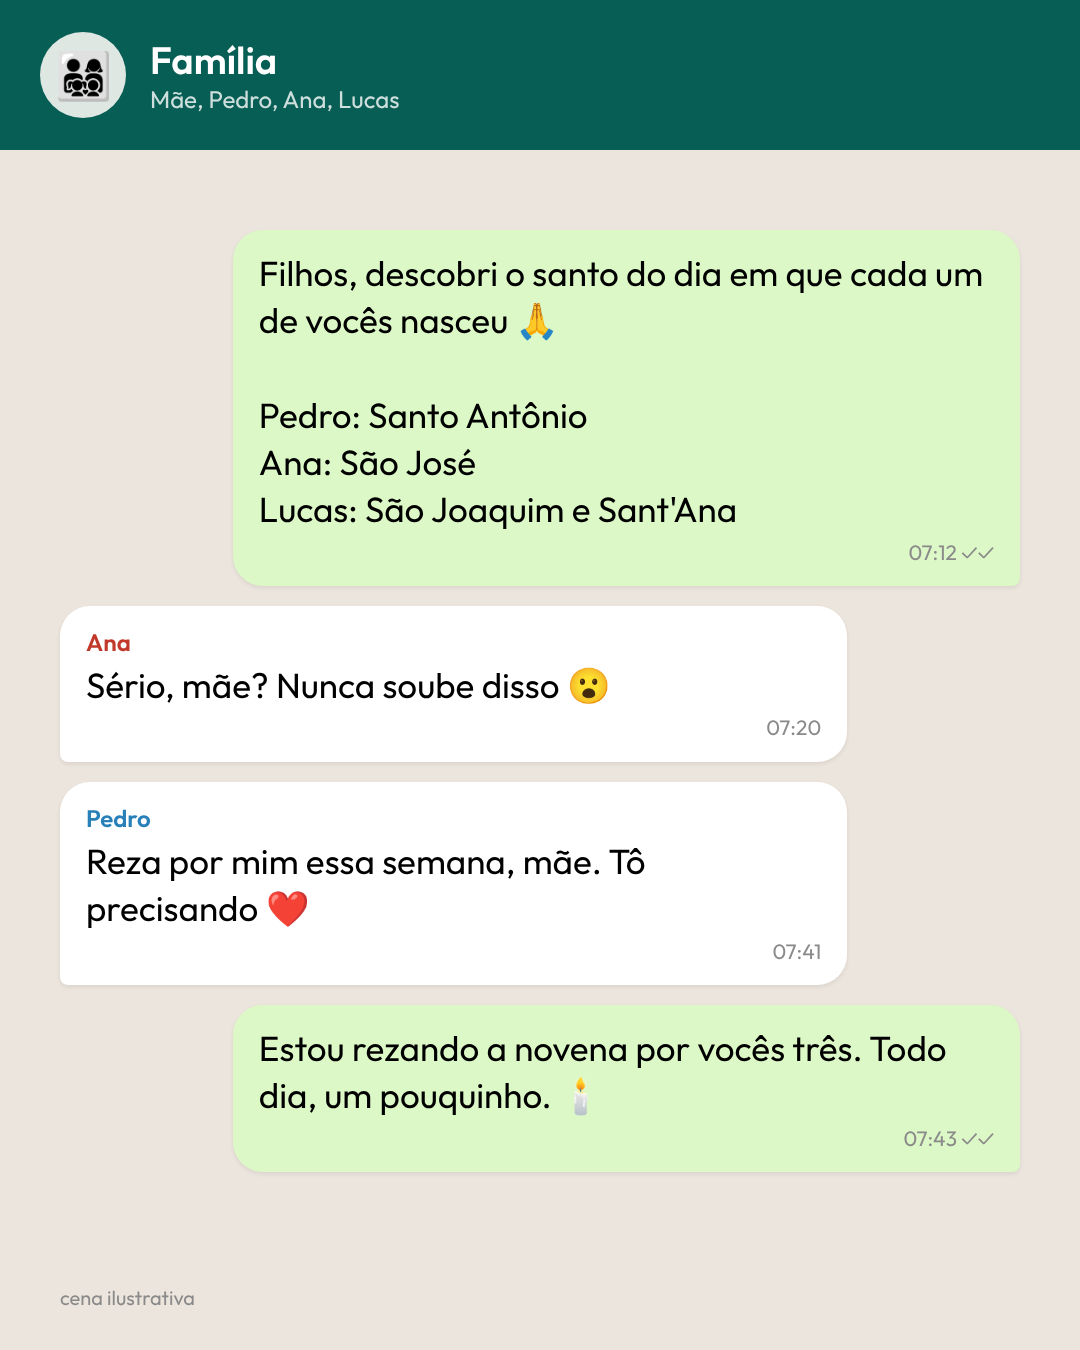 Família
Mãe, Pedro, Ana, Lucas
Filhos, descobri o santo do dia em que cada um
de vocês nasceu 🙏
Pedro: Santo Antônio
Ana: São José
Lucas: São Joaquim e Sant'Ana
07:12
Ana
Sério, mãe? Nunca soube disso 😮
07:20
Pedro
Reza por mim essa semana, mãe. Tô
precisando ❤️
07:41
Estou rezando a novena por vocês três. Todo
dia, um pouquinho. 🕯️
07:43
cena ilustrativa